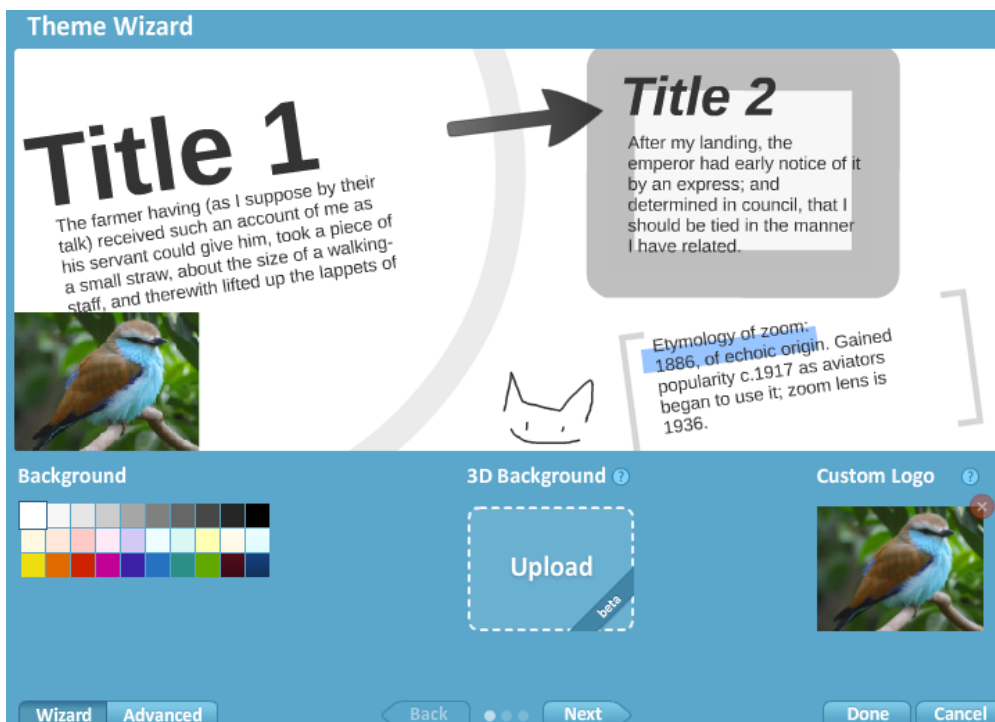 Theme Wizard
Title 1
The farmer having (as I suppose by their
talk) received such an account of me as
his servant could give him, took a piece of
a small straw, about the size of a walking-
staff, and therewith lifted up the lappets of
Title 2
After my landing, the
emperor had early notice of it
by an express; and
determined in council, that I
should be tied in the manner
I have related.
Etymology of zoom:
1886, of echoic origin. Gained
popularity c.1917 as aviators
began to use it; zoom lens is
1936.
Background
3D Background ?
Upload
beta
Custom Logo ?
Wizard Advanced
Back Next
Done Cancel